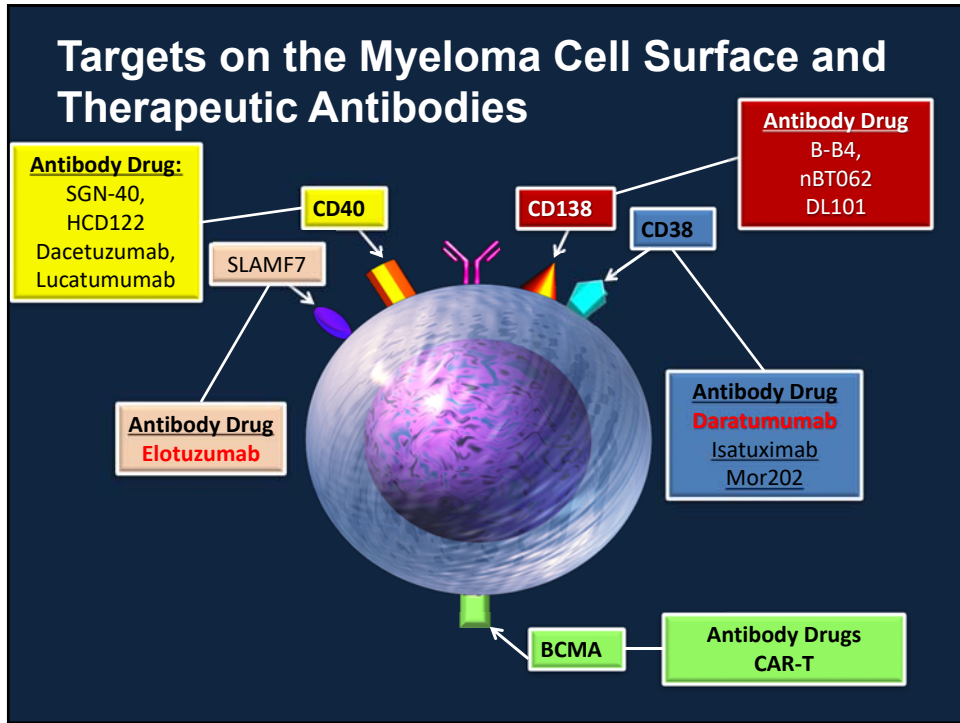 Targets on the Myeloma Cell Surface and
Therapeutic Antibodies
Antibody Drug:
SGN-40,
HCD122
Dacetuzumab,
Lucatumumab
CD40
SLAMF7
Antibody Drug
Elotuzumab
CD138
Antibody Drug
B-B4,
nBT062
DL101
CD38
Antibody Drug
Daratumumab
Isatuximab
Mor202
BCMA
Antibody Drugs
CAR-T